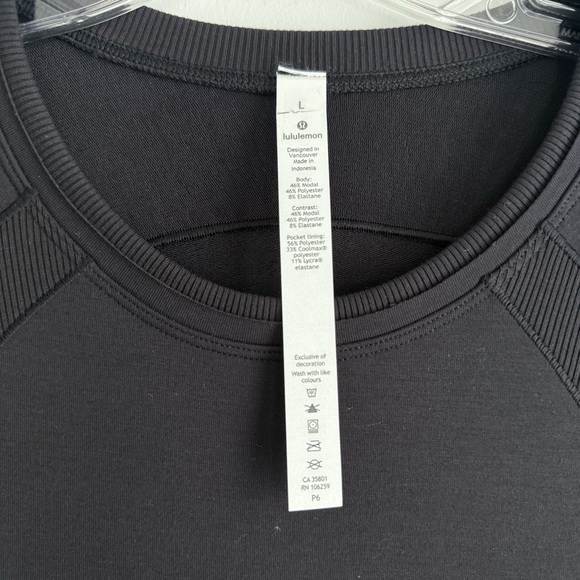 L
lululemon
Designed in
Vancouver
Made in
Indonesia
Body:
46% Modal
46% Polyester
8% Elastane
Contrast:
46% Modal
46% Polyester
8% Elastane
Pocket lining:
56% Polyester
33% Coolmax®
polyester
11% Lycra®
elastane
Exclusive of
decoration
Wash with like
colours
CA 35801
RN 106259
P6